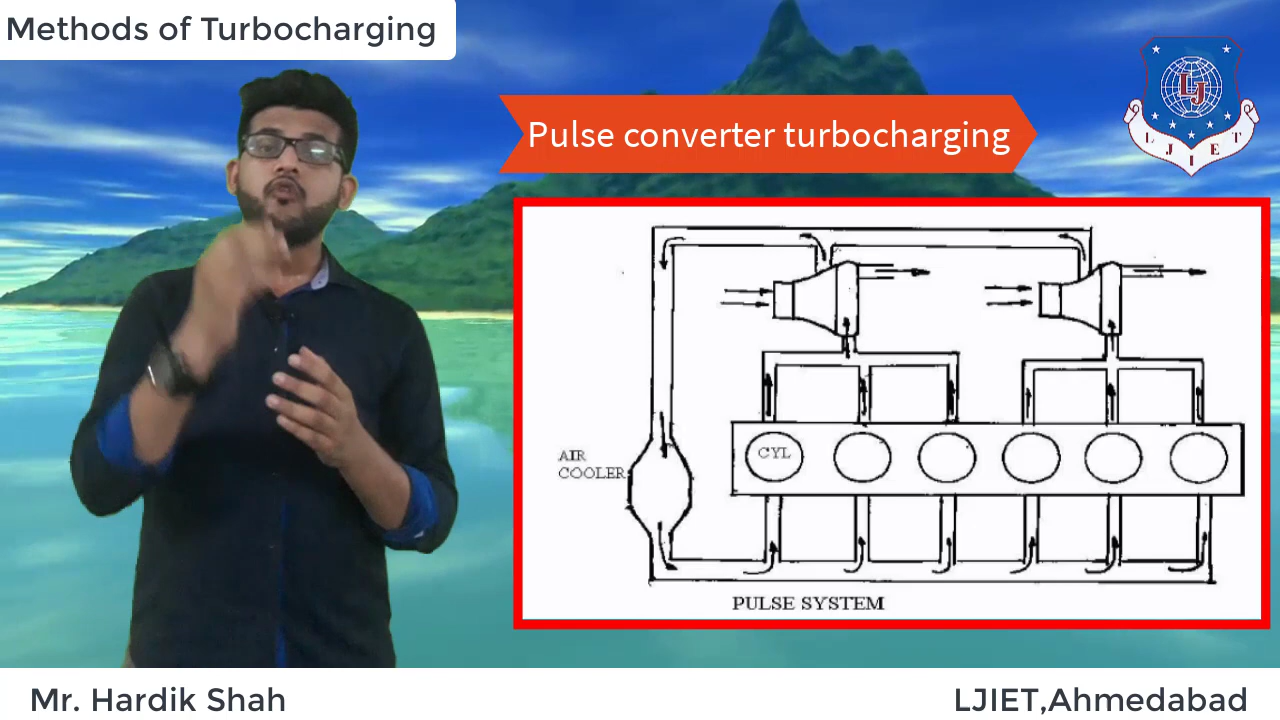 Methods of Turbocharging
Pulse converter turbocharging
LJ
L J I E T
AIR
COOLER
CYL
PULSE SYSTEM
Mr. Hardik Shah
LJIET,Ahmedabad